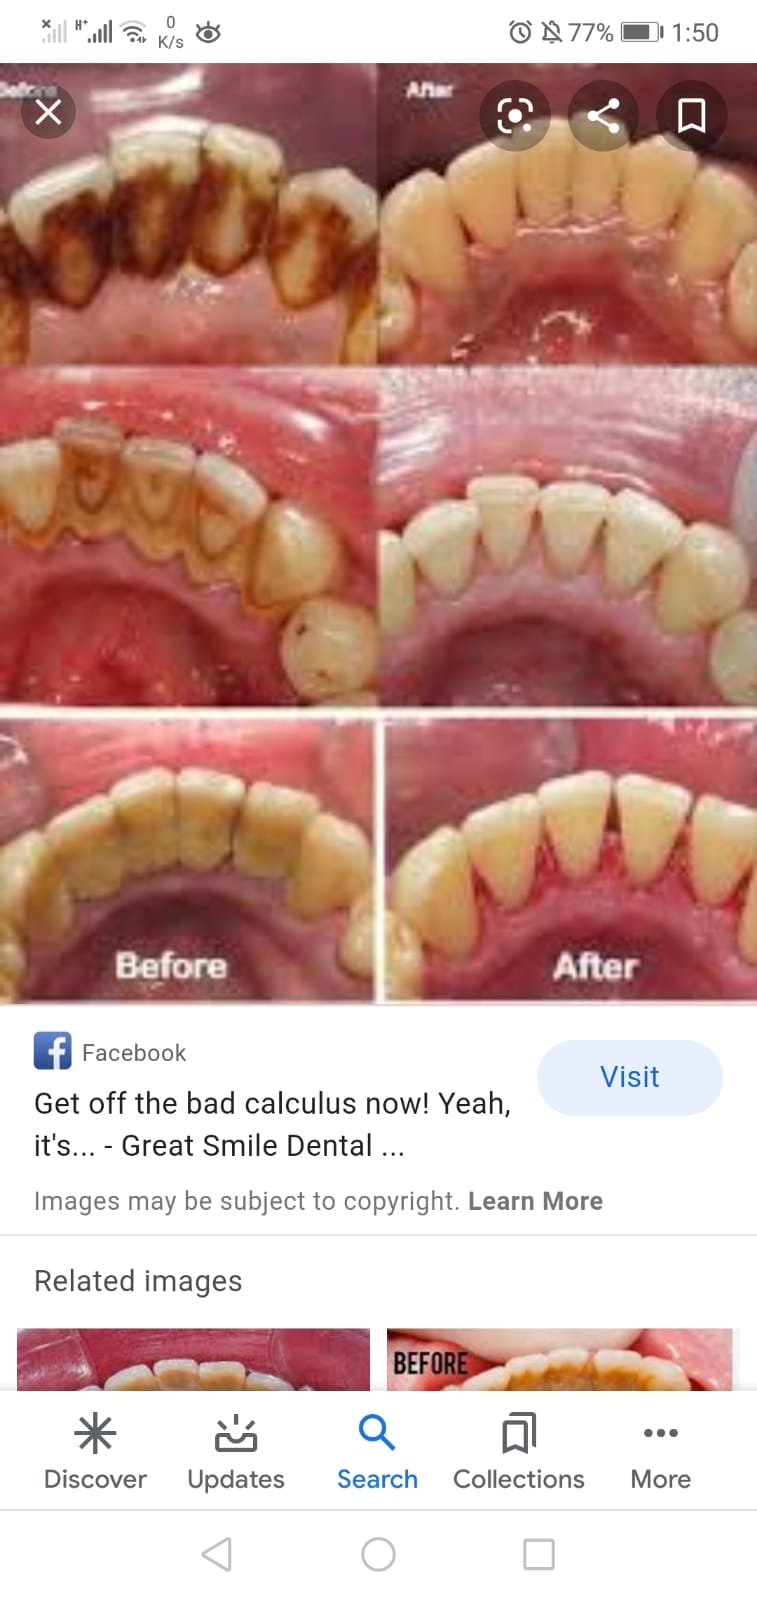 H+
0
K/s
77%
1:50
Before
After
Before
After
Facebook
Visit
Get off the bad calculus now! Yeah,
it's... - Great Smile Dental ...
Images may be subject to copyright. Learn More
Related images
BEFORE
Discover
Updates
Search
Collections
More